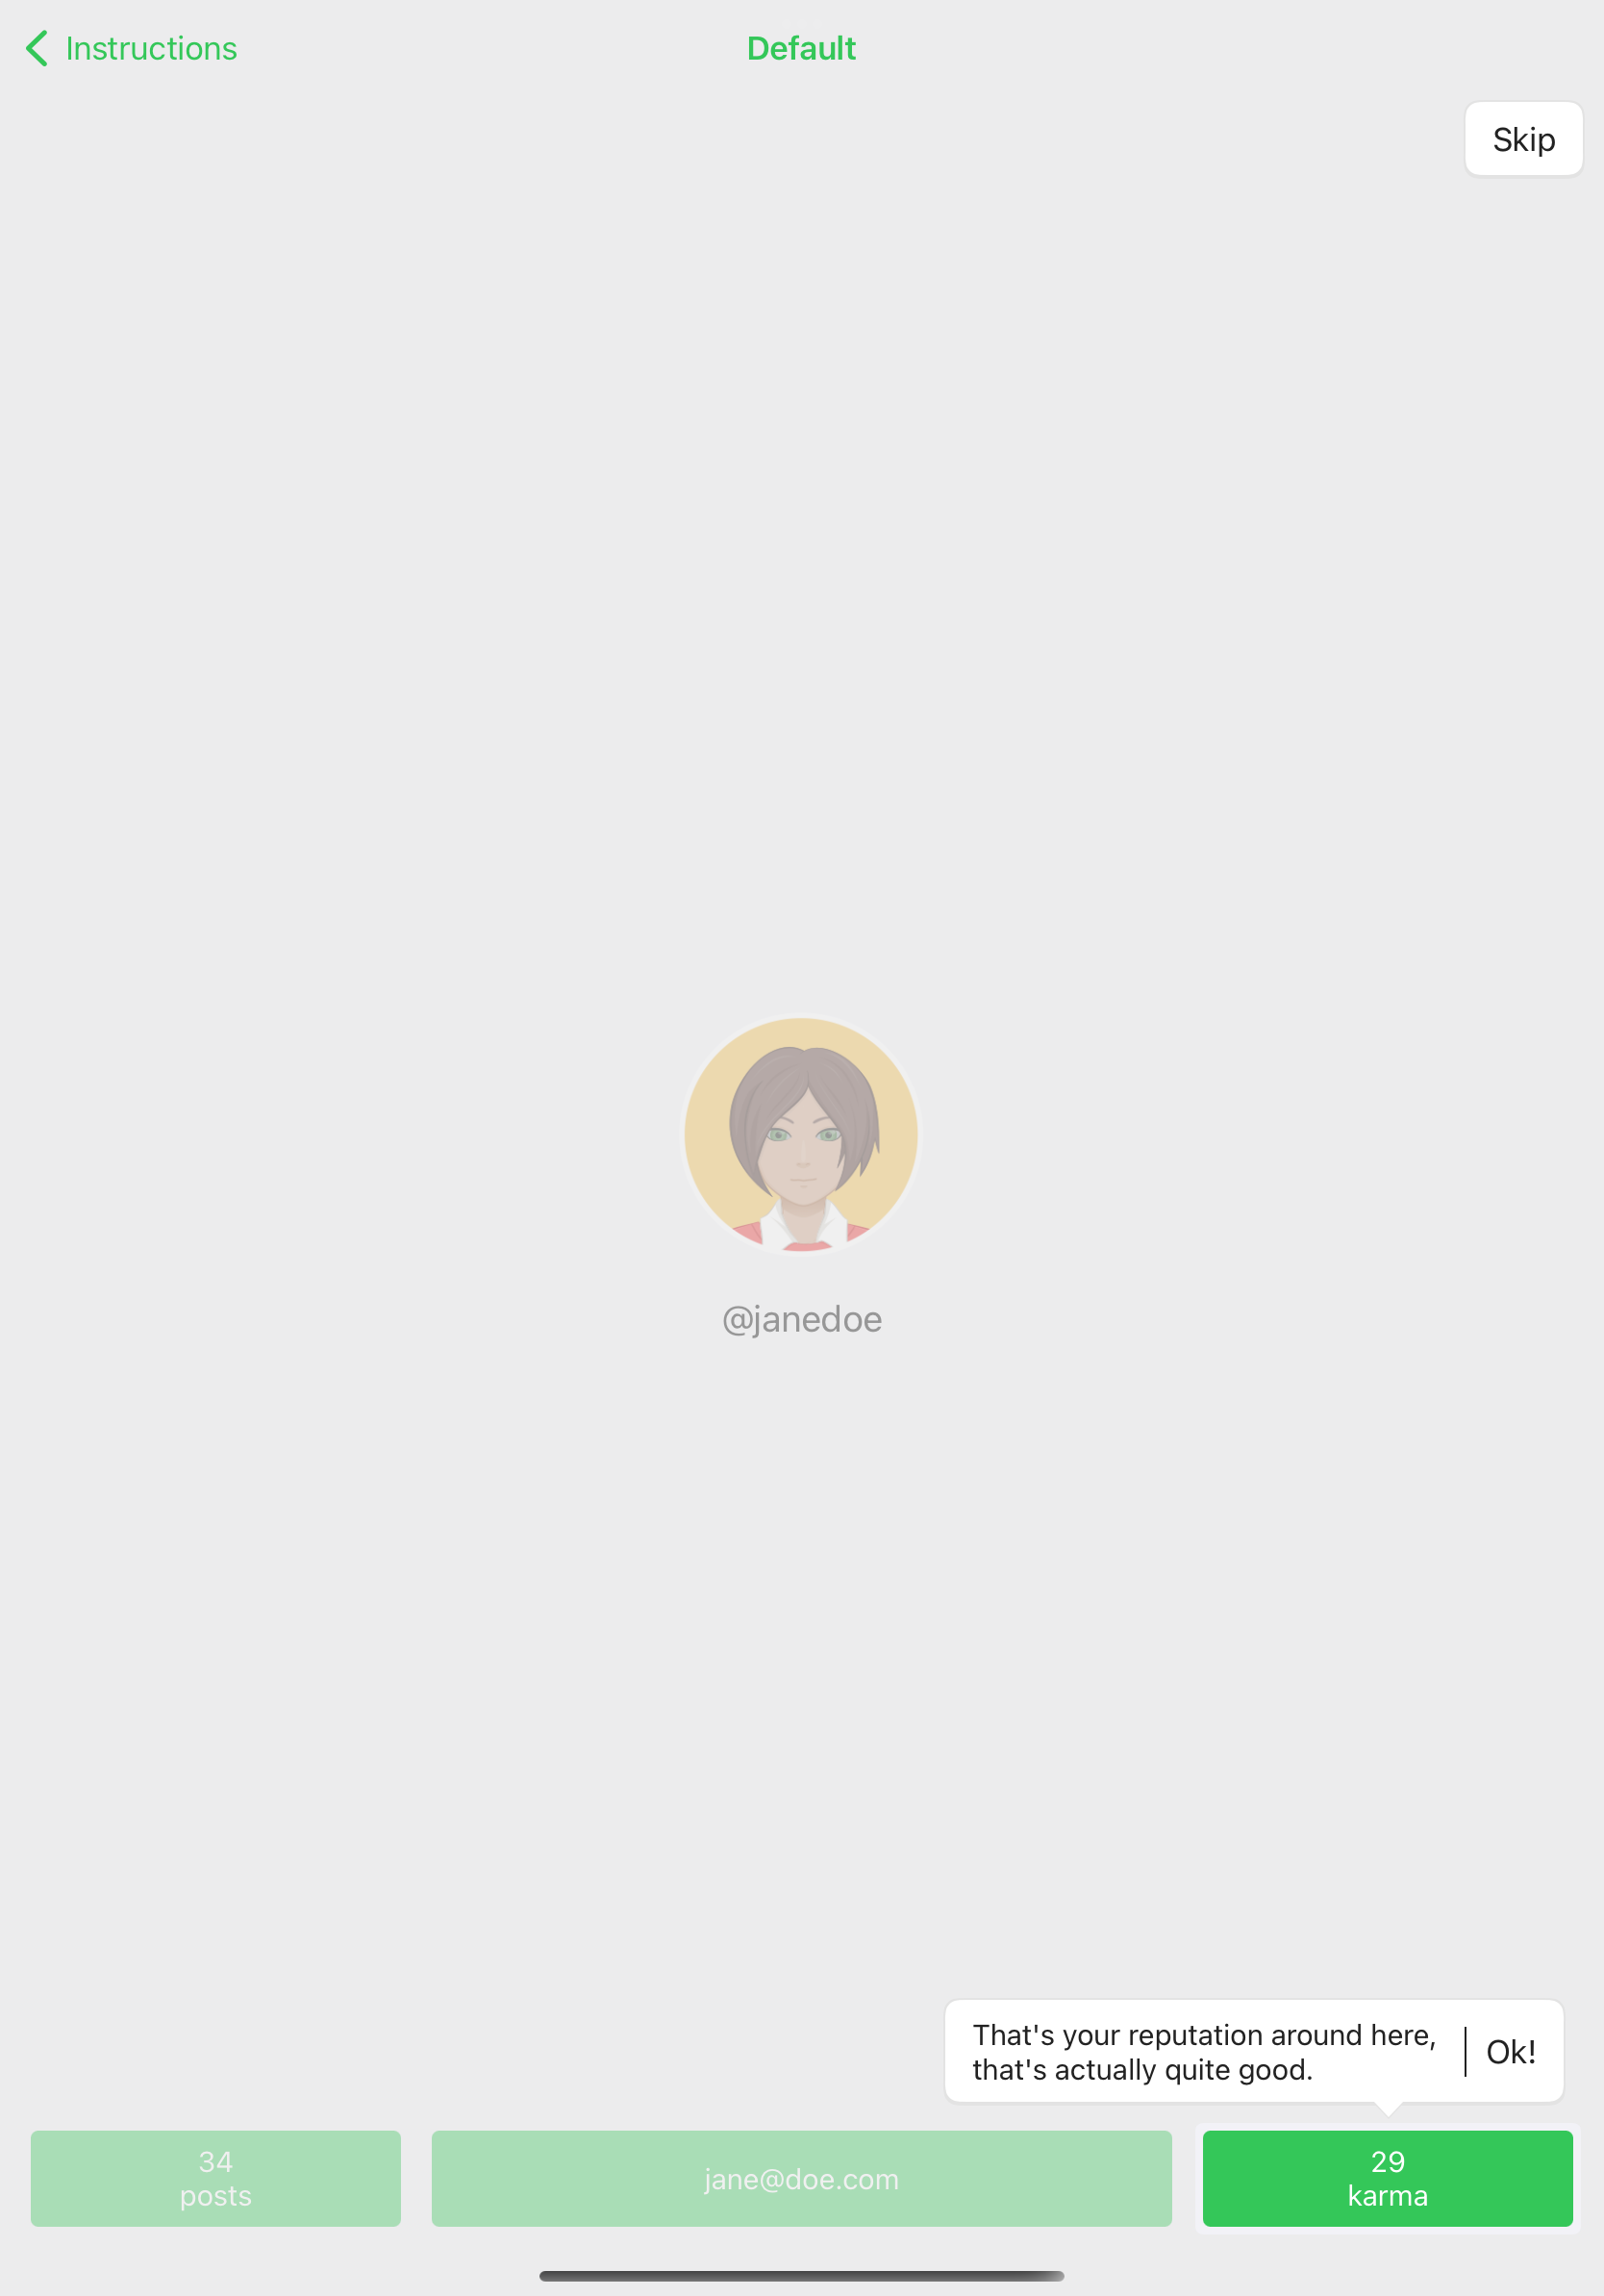 Instructions
Default
Skip
@janedoe
That's your reputation around here,
that's actually quite good.
Ok!
34
posts
jane@doe.com
29
karma